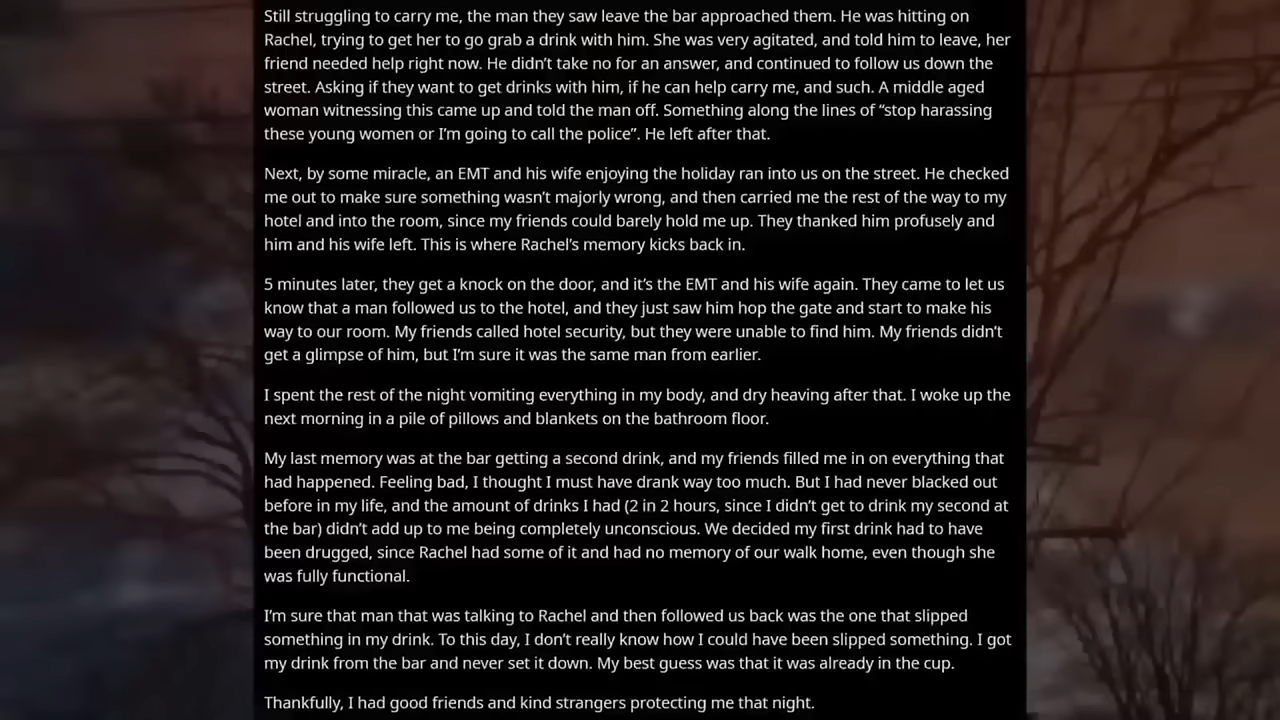 Still struggling to carry me, the man they saw leave the bar approached them. He was hitting on
Rachel, trying to get her to go grab a drink with him. She was very agitated, and told him to leave, her
friend needed help right now. He didn’t take no for an answer, and continued to follow us down the
street. Asking if they want to get drinks with him, if he can help carry me, and such. A middle aged
woman witnessing this came up and told the man off. Something along the lines of “stop harassing
these young women or I’m going to call the police”. He left after that.
Next, by some miracle, an EMT and his wife enjoying the holiday ran into us on the street. He checked
me out to make sure something wasn’t majorly wrong, and then carried me the rest of the way to my
hotel and into the room, since my friends could barely hold me up. They thanked him profusely and
him and his wife left. This is where Rachel’s memory kicks back in.
5 minutes later, they get a knock on the door, and it’s the EMT and his wife again. They came to let us
know that a man followed us to the hotel, and they just saw him hop the gate and start to make his
way to our room. My friends called hotel security, but they were unable to find him. My friends didn’t
get a glimpse of him, but I’m sure it was the same man from earlier.
I spent the rest of the night vomiting everything in my body, and dry heaving after that. I woke up the
next morning in a pile of pillows and blankets on the bathroom floor.
My last memory was at the bar getting a second drink, and my friends filled me in on everything that
had happened. Feeling bad, I thought I must have drank way too much. But I had never blacked out
before in my life, and the amount of drinks I had (2 in 2 hours, since I didn’t get to drink my second at
the bar) didn’t add up to me being completely unconscious. We decided my first drink had to have
been drugged, since Rachel had some of it and had no memory of our walk home, even though she
was fully functional.
I’m sure that man that was talking to Rachel and then followed us back was the one that slipped
something in my drink. To this day, I don’t really know how I could have been slipped something. I got
my drink from the bar and never set it down. My best guess was that it was already in the cup.
Thankfully, I had good friends and kind strangers protecting me that night.